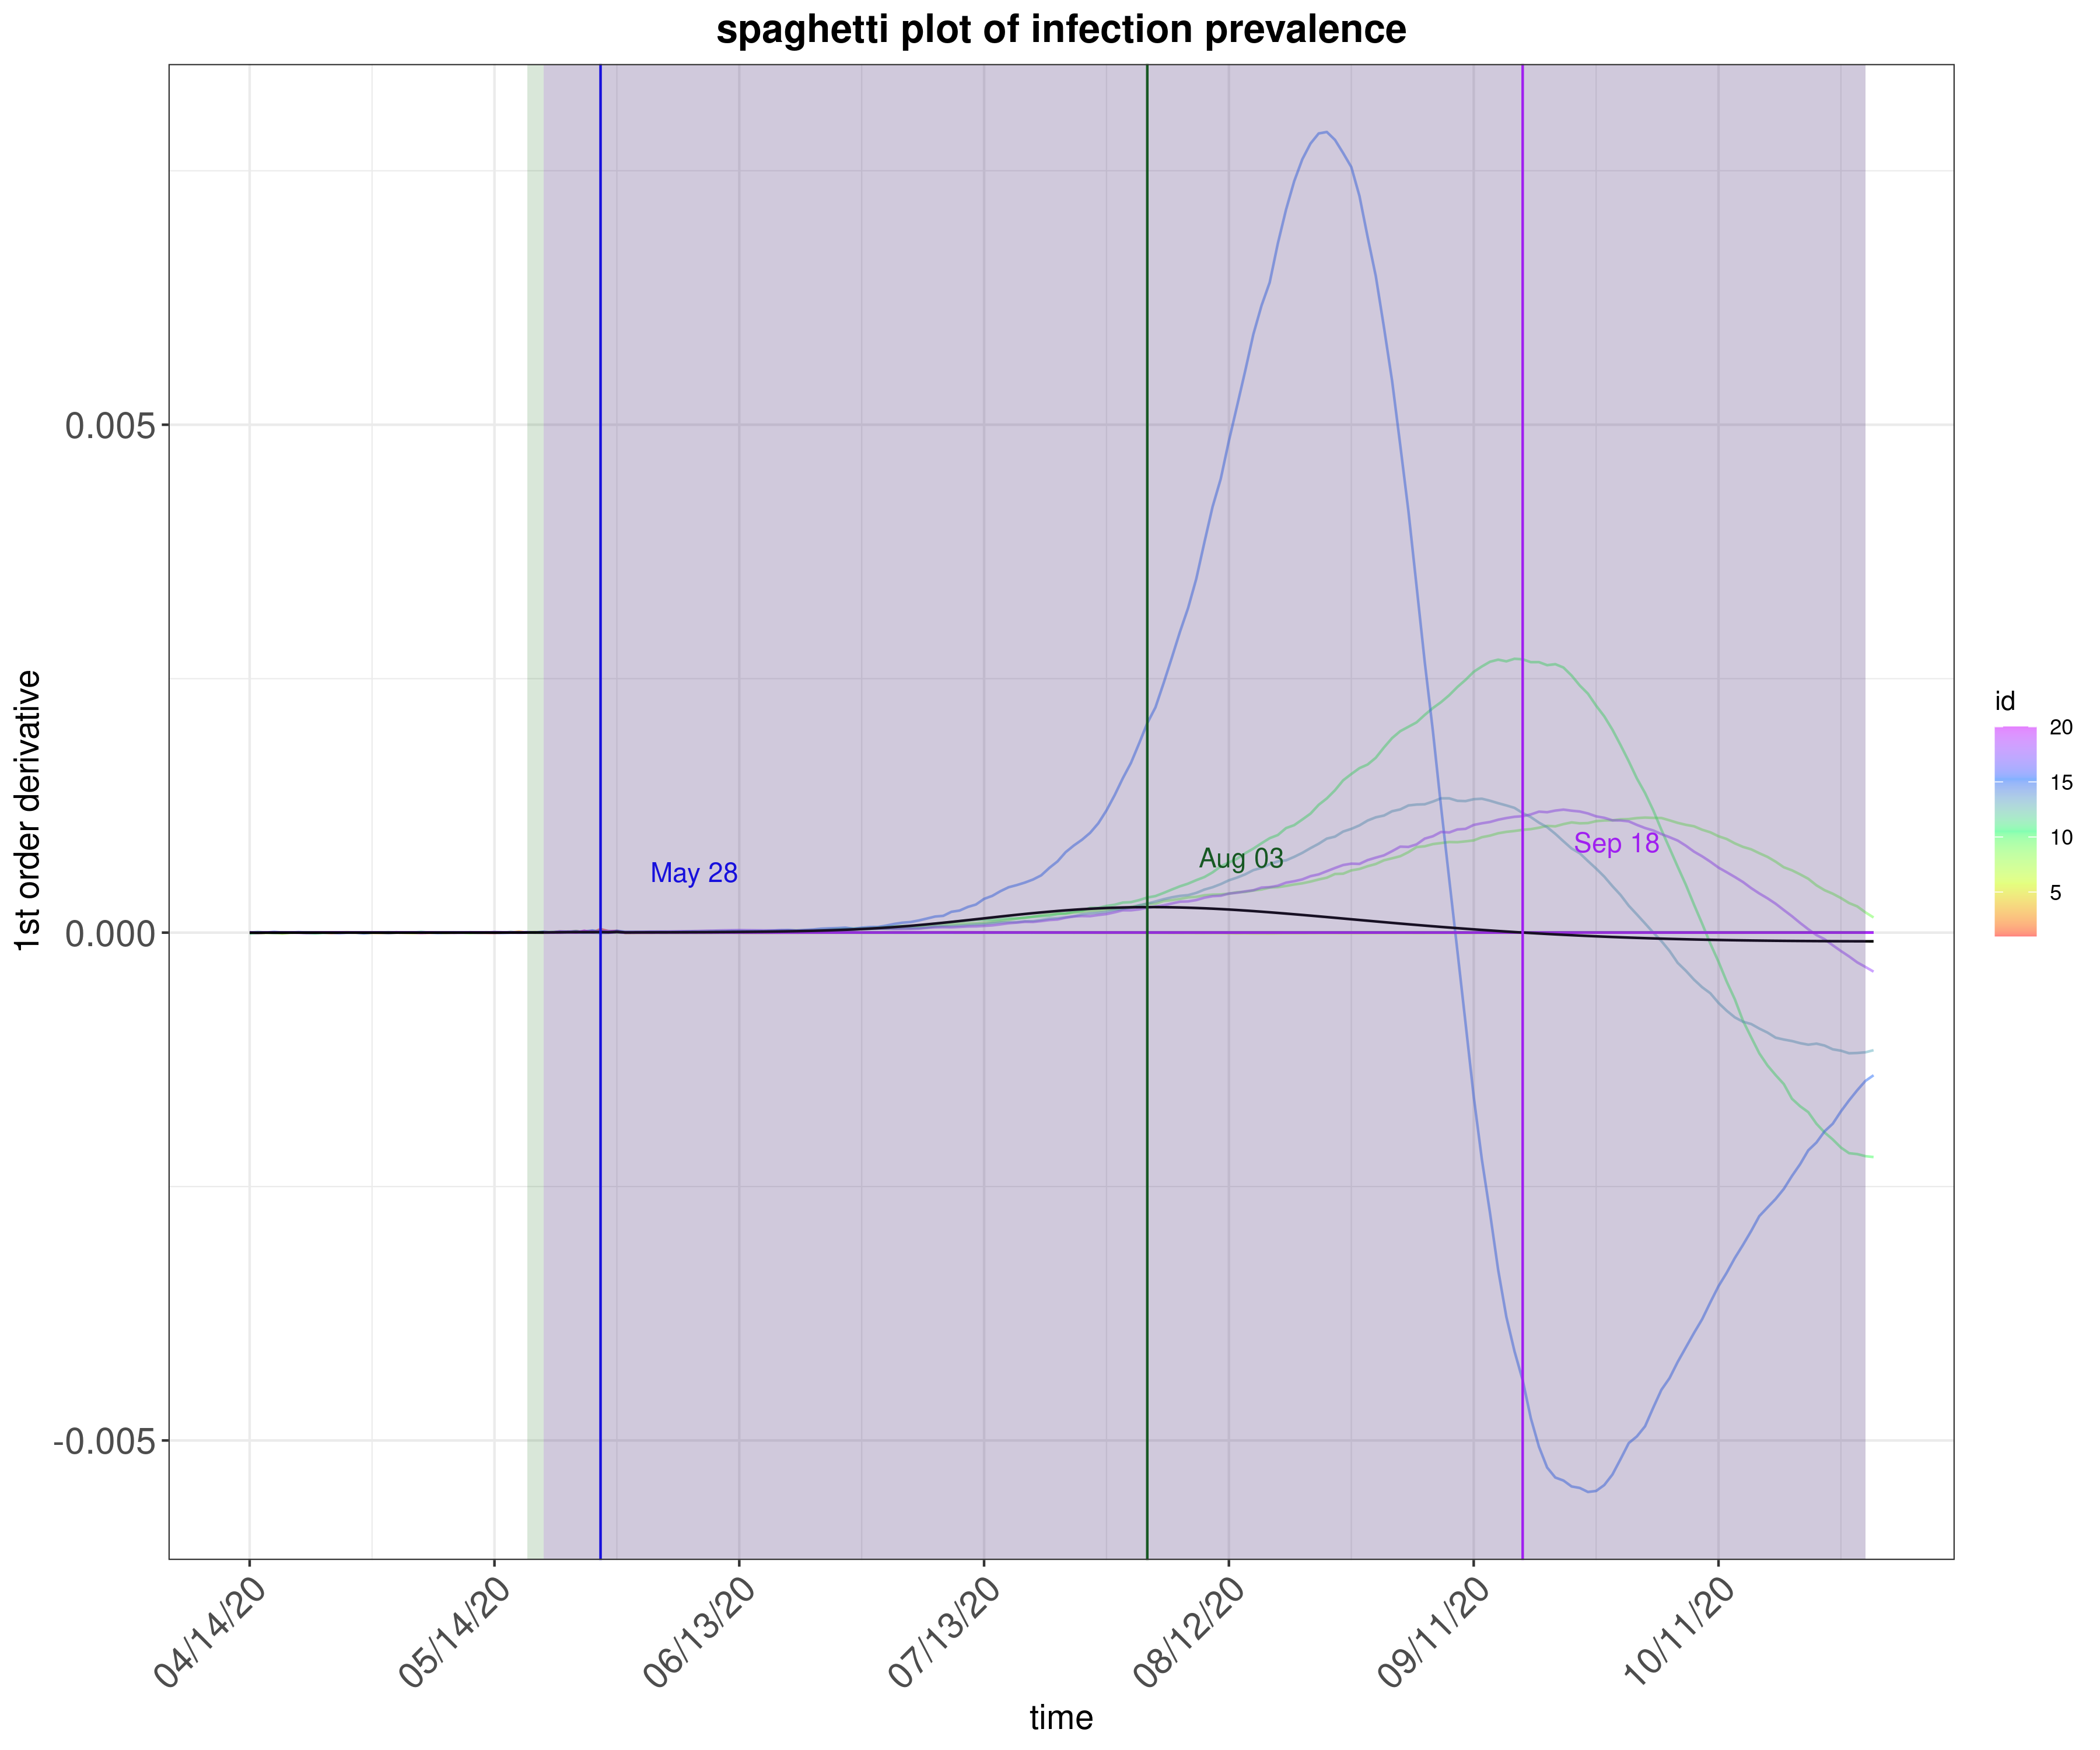 spaghetti plot of infection prevalence
1st order derivative
0.005
0.000
-0.005
May 28
Aug 03
Sep 18
id
20
15
10
5
04/14/20
05/14/20
06/13/20
07/13/20
08/12/20
09/11/20
10/11/20
time